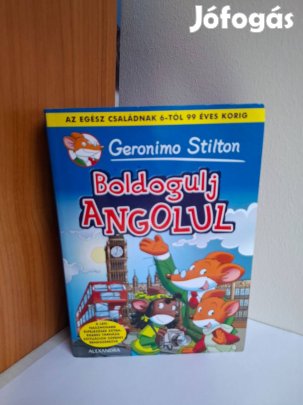 Jófogás
AZ EGÉSZ CSALÁDNAK 6-TÓL 99 ÉVES KORIG
Geronimo Stilton
Boldogulj
ANGOLUL
ALEXANDRA